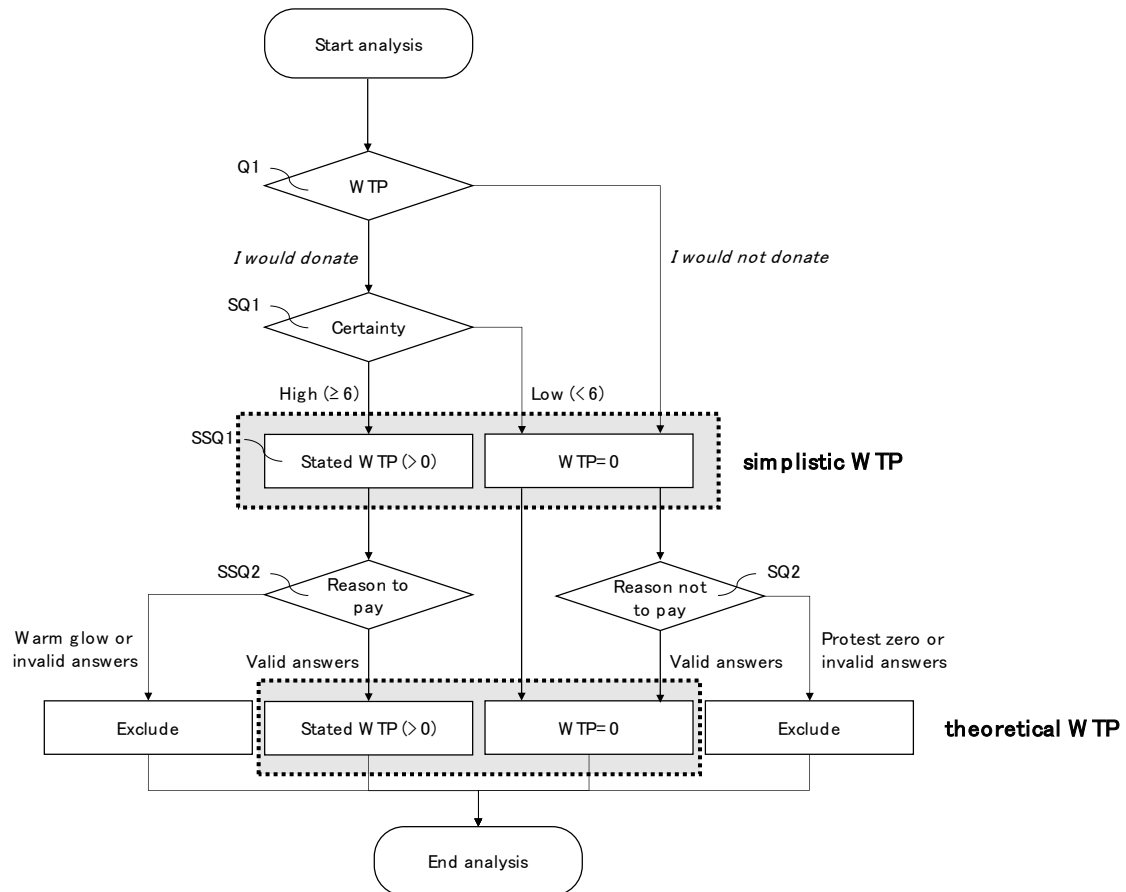 Start analysis
Q1
WTP
I would donate
I would not donate
SQ1
Certainty
High (≥6)
Low (<6)
SSQ1
Stated WTP (>0)
WTP=0
simplistic WTP
SSQ2
Reason to
pay
Reason not
to pay
SQ2
Warm glow or
invalid answers
Valid answers
Valid answers
Protest zero or
invalid answers
Exclude
Stated WTP (>0)
WTP=0
Exclude
theoretical WTP
End analysis